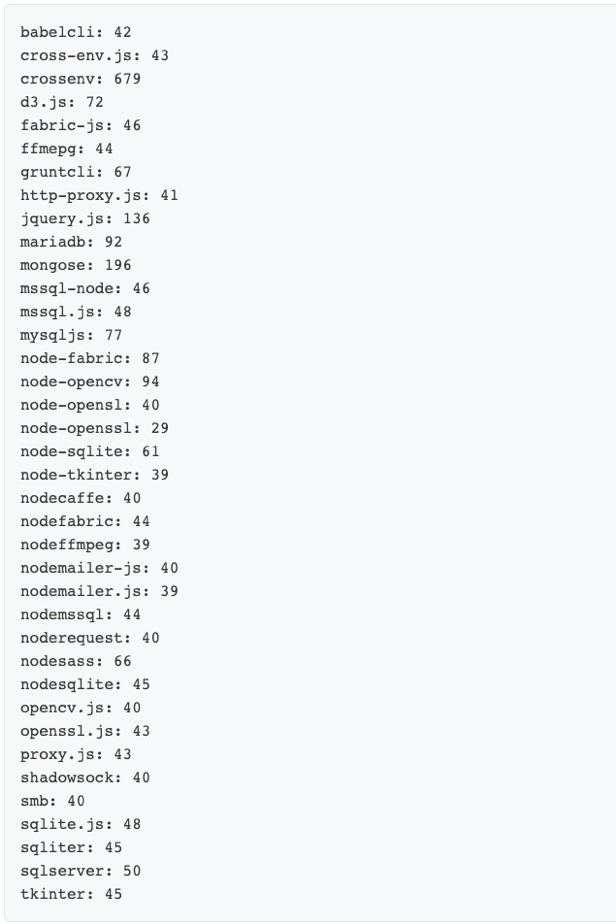 babelcli: 42
cross-env.js: 43
crossenv: 679
d3.js: 72
fabric-js: 46
ffmepg: 44
gruntcli: 67
http-proxy.js: 41
jquery.js: 136
mariadb: 92
mongose: 196
mssql-node: 46
mssql.js: 48
mysqljs: 77
node-fabric: 87
node-opencv: 94
node-opensl: 40
node-openssl: 29
node-sqlite: 61
node-tkinter: 39
nodecaffe: 40
nodefabric: 44
nodeffmpeg: 39
nodemailer-js: 40
nodemailer.js: 39
nodemssql: 44
noderequest: 40
nodesass: 66
nodesqlite: 45
opencv.js: 40
openssl.js: 43
proxy.js: 43
shadowsock: 40
smb: 40
sqlite.js: 48
sqliter: 45
sqlserver: 50
tkinter: 45